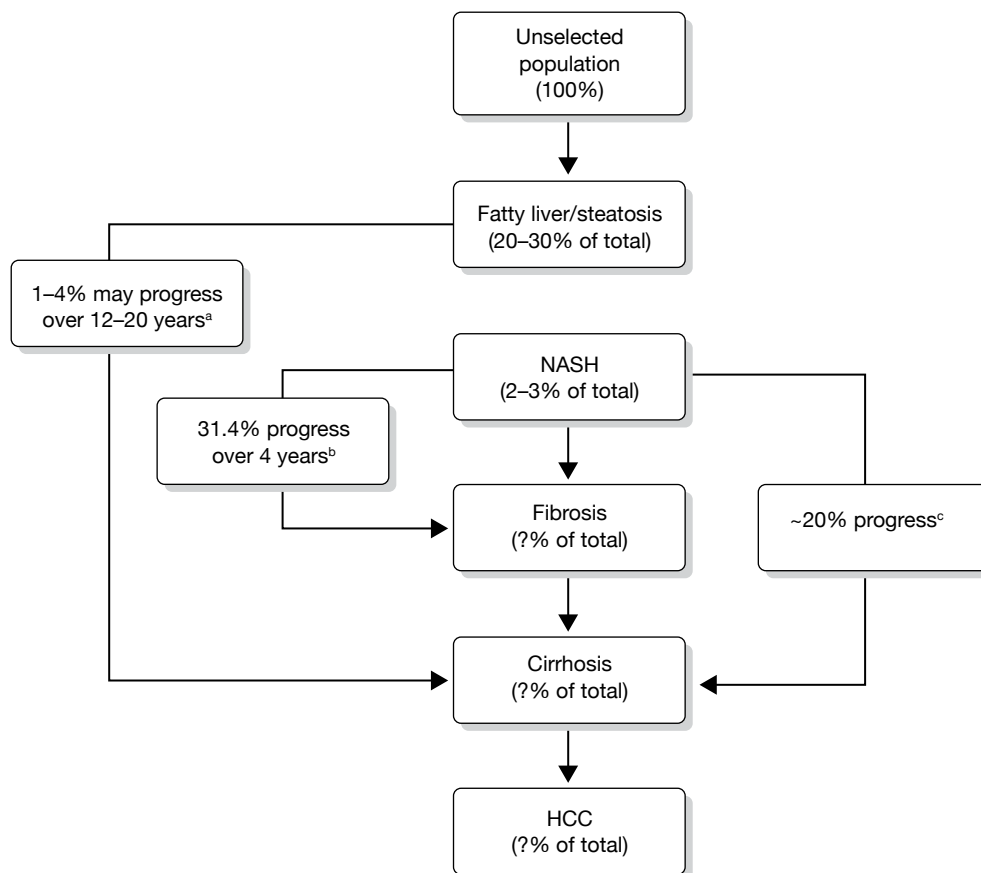 Unselected
population
(100%)
Fatty liver/steatosis
(20–30% of total)
1–4% may progress
over 12–20 yearsᵃ
NASH
(2–3% of total)
31.4% progress
over 4 yearsᵇ
Fibrosis
(?% of total)
~20% progressᶜ
Cirrhosis
(?% of total)
HCC
(?% of total)